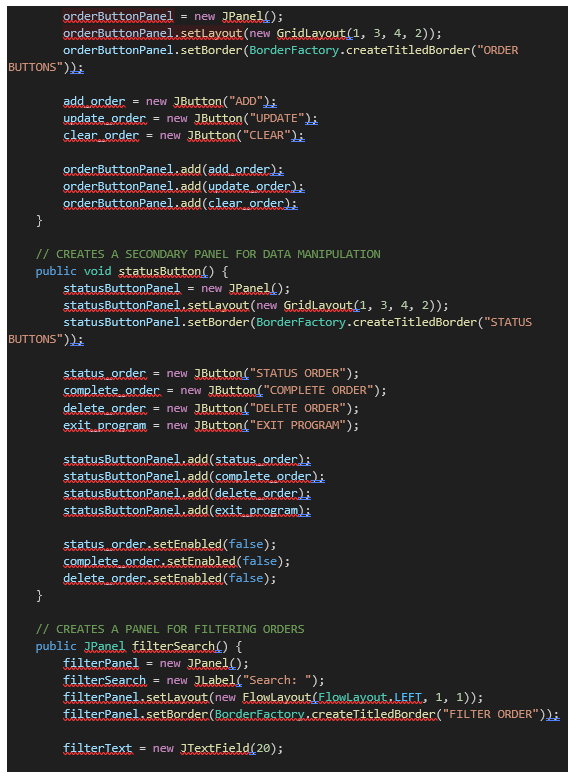 orderButtonPanel = new JPanel();
orderButtonPanel.setLayout(new GridLayout(1, 3, 4, 2));
orderButtonPanel.setBorder(BorderFactory.createTitledBorder("ORDER
BUTTONS"));
add_order = new JButton("ADD");
update_order = new JButton("UPDATE");
clear_order = new JButton("CLEAR");
orderButtonPanel.add(add_order);
orderButtonPanel.add(update_order);
orderButtonPanel.add(clear_order);
}
// CREATES A SECONDARY PANEL FOR DATA MANIPULATION
public void statusButton() {
statusButtonPanel = new JPanel();
statusButtonPanel.setLayout(new GridLayout(1, 3, 4, 2));
statusButtonPanel.setBorder(BorderFactory.createTitledBorder("STATUS
BUTTONS"));
status_order = new JButton("STATUS ORDER");
complete_order = new JButton("COMPLETE ORDER");
delete_order = new JButton("DELETE ORDER");
exit_program = new JButton("EXIT PROGRAM");
statusButtonPanel.add(status_order);
statusButtonPanel.add(complete_order);
statusButtonPanel.add(delete_order);
statusButtonPanel.add(exit_program);
status_order.setEnabled(false);
complete_order.setEnabled(false);
delete_order.setEnabled(false);
}
// CREATES A PANEL FOR FILTERING ORDERS
public JPanel filterSearch() {
filterPanel = new JPanel();
filterSearch = new JLabel("Search: ");
filterPanel.setLayout(new FlowLayout(FlowLayout.LEFT, 1, 1));
filterPanel.setBorder(BorderFactory.createTitledBorder("FILTER ORDER"));
filterText = new JTextField(20);